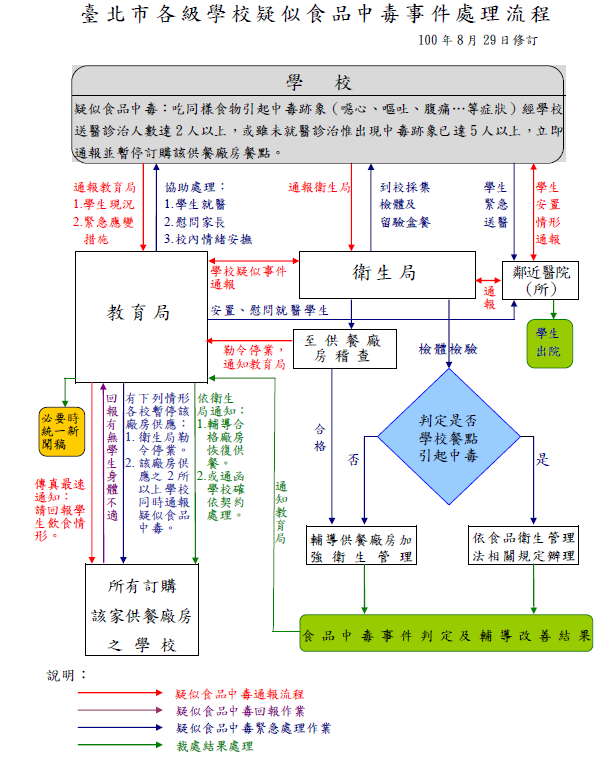 臺北市各級學校疑似食品中毒事件處理流程
100年8月29日修訂
學校
疑似食品中毒：吃同樣食物引起中毒跡象（噁心、嘔吐、腹痛…等症狀）經學校
送醫診治人數達2人以上，或雖未就醫診治惟出現中毒跡象已達5人以上，立即
通報並暫停訂購該供餐廠房餐點。
通報教育局
1.學生現況
2.緊急應變
措施
協助處理：
1.學生就醫
2.慰問家長
3.校內情緒安撫
通報衛生局
到校採集
檢體及
留驗盒餐
學生
緊急
送醫
學生
安置
情形
通報
教育局
學校疑似事件
通報
衛生局
通報
鄰近醫院
（所）
安置、慰問就醫學生
學生
出院
勒令停業，
通知教育局
至供餐廠
房稽查
檢體檢驗
必要時
統一新
聞稿
傳真最速
通知：
請回報學
生飲食情
形。
回報有無學生身體不適
有下列情形
各校暫停該
廠房供應：
1.衛生局勒
令停業。
2.該廠房供
應之2所
以上學校
同時通報
疑似食品
中毒。
依衛生
局通知：
1.輔導合
格廠房
恢復供
餐。
2.或通函
學校確
依契約
處理。
通知教育局
合格
判定是否
學校餐點
引起中毒
否
是
輔導供餐廠房加
強衛生管理
依食品衛生管理
法相關規定辦理
所有訂購
該家供餐廠房
之學校
食品中毒事件判定及輔導改善結果
說明：
疑似食品中毒通報流程
疑似食品中毒回報作業
疑似食品中毒緊急處理作業
裁處結果處理